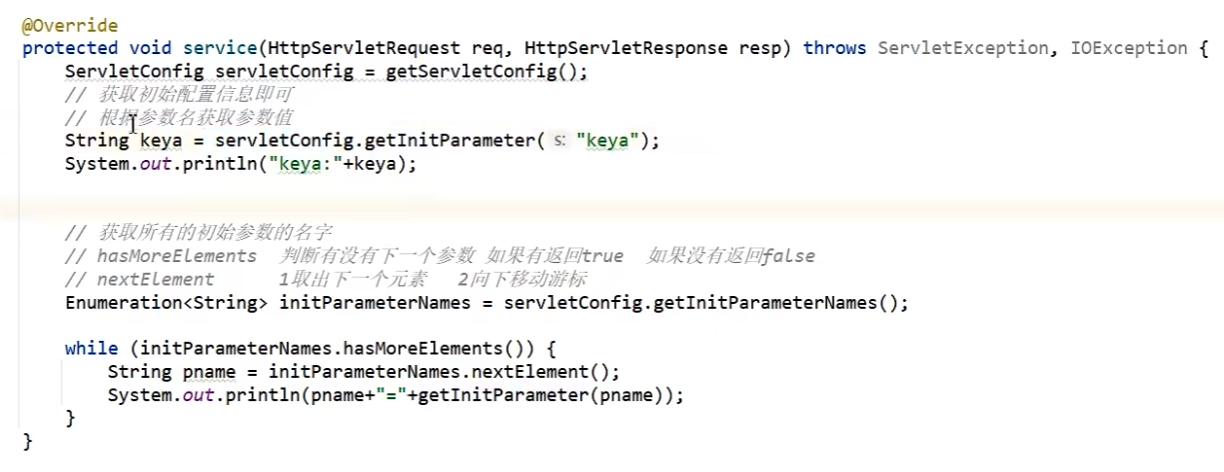 @Override
protected void service(HttpServletRequest req, HttpServletResponse resp) throws ServletException, IOException {
ServletConfig servletConfig = getServletConfig();
// 获取初始配置信息即可
// 根据参数名获取参数值
String keya = servletConfig.getInitParameter( s: "keya");
System.out.println("keya:"+keya);
// 获取所有的初始参数的名字
// hasMoreElements 判断有没有下一个参数 如果有返回true 如果没有返回false
// nextElement 1取出下一个元素 2向下移动游标
Enumeration<String> initParameterNames = servletConfig.getInitParameterNames();
while (initParameterNames.hasMoreElements()) {
String pname = initParameterNames.nextElement();
System.out.println(pname+"="+getInitParameter(pname));
}
}